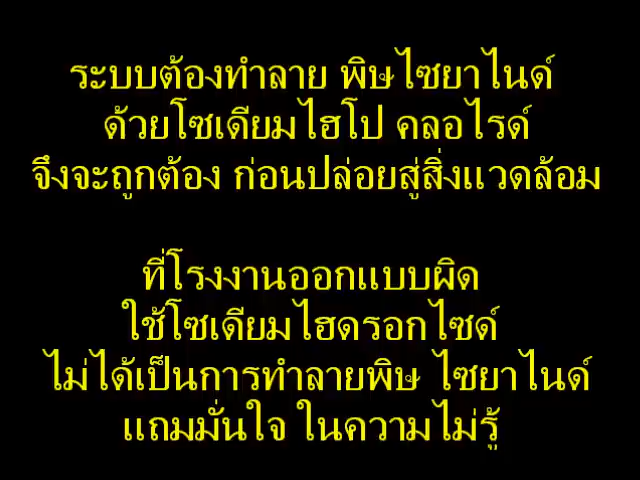 ระบบต้องทำลาย พิษไซยาไนด์
ด้วยโซเดียมไฮโป คลอไรด์
จึงจะถูกต้อง ก่อนปล่อยสู่สิ่งแวดล้อม
ที่โรงงานออกแบบผิด
ใช้โซเดียมไฮดรอกไซด์
ไม่ได้เป็นการทำลายพิษ ไซยาไนด์
แถมมั่นใจ ในความไม่รู้